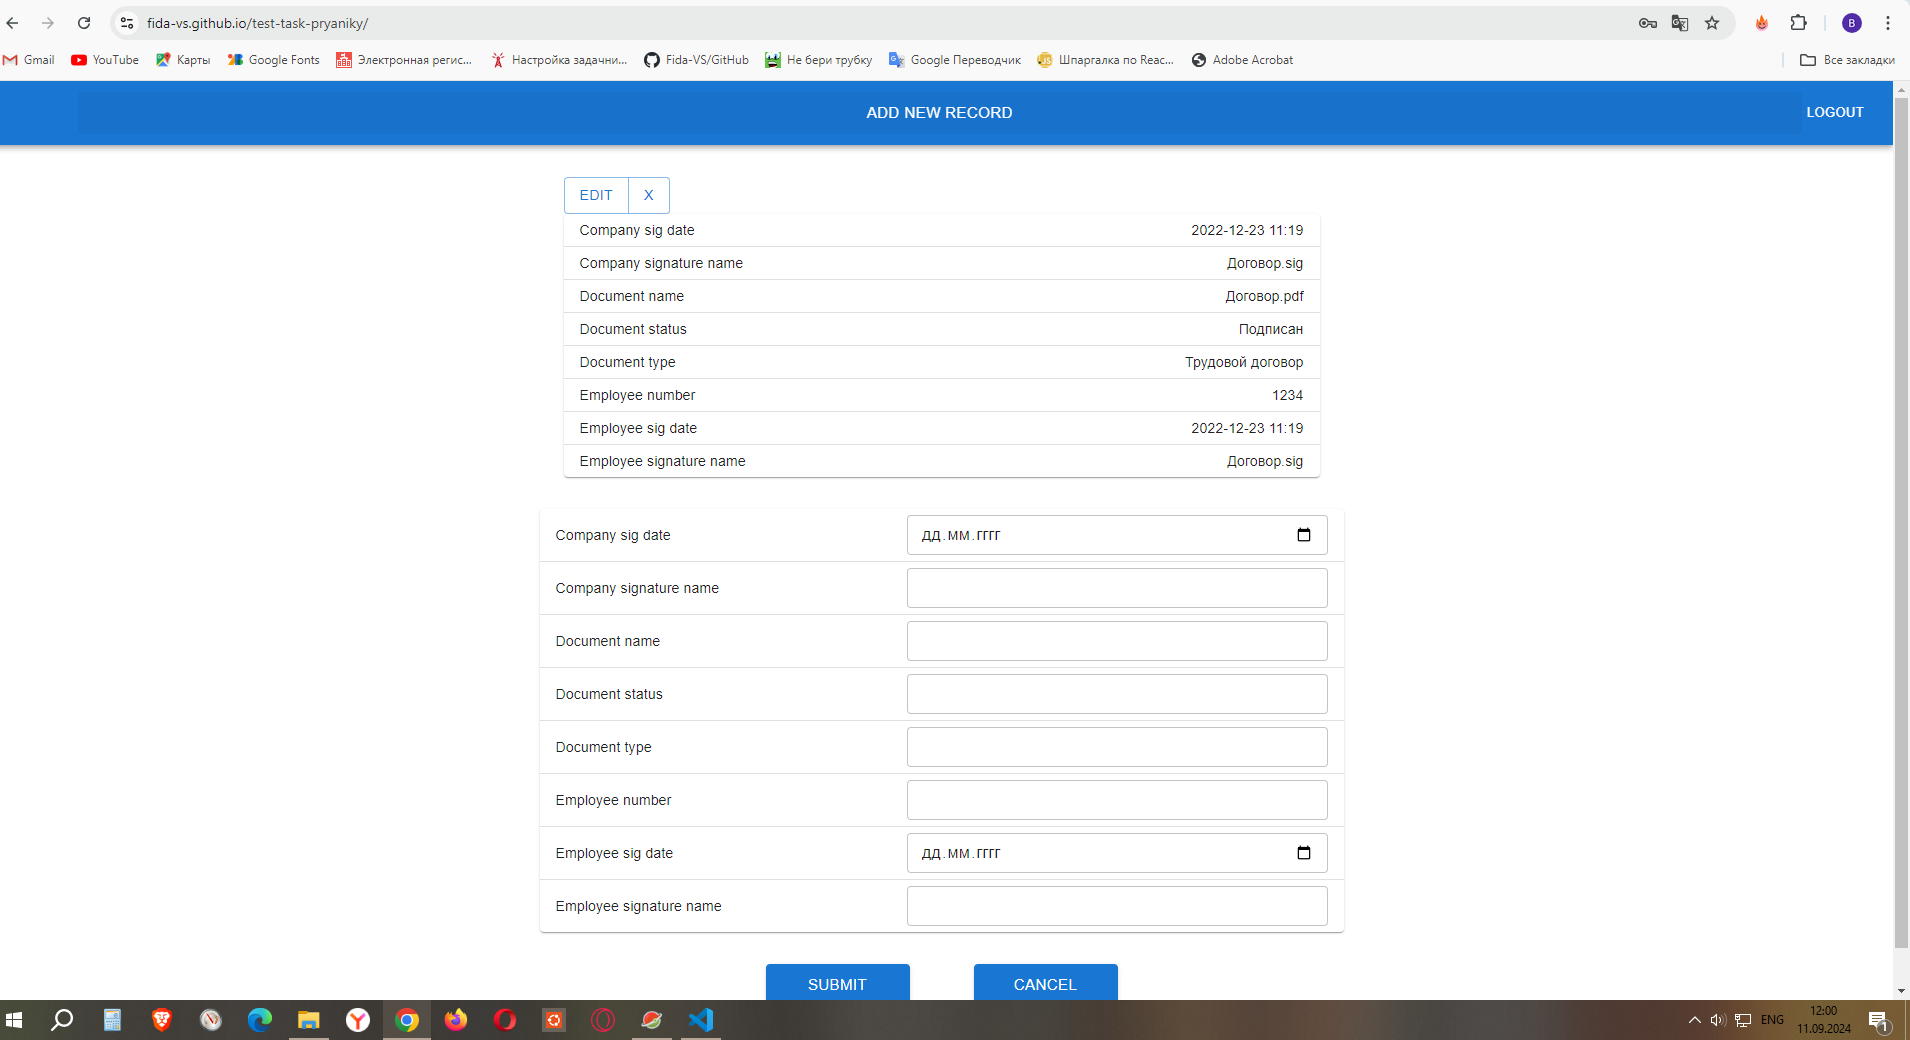 fida-vs.github.io/test-task-pryaniky/
B
Gmail YouTube Карты Google Fonts Электронная регис... Настройка задачни... Fida-VS/GitHub Не бери трубку Google Переводчик Шпаргалка по Reac... Adobe Acrobat Все закладки
ADD NEW RECORD LOGOUT
EDIT X
Company sig date 2022-12-23 11:19
Company signature name Договор.sig
Document name Договор.pdf
Document status Подписан
Document type Трудовой договор
Employee number 1234
Employee sig date 2022-12-23 11:19
Employee signature name Договор.sig
Company sig date ДД.ММ.ГГГГ
Company signature name
Document name
Document status
Document type
Employee number
Employee sig date ДД.ММ.ГГГГ
Employee signature name
SUBMIT CANCEL
ENG 12:00
11.09.2024 1